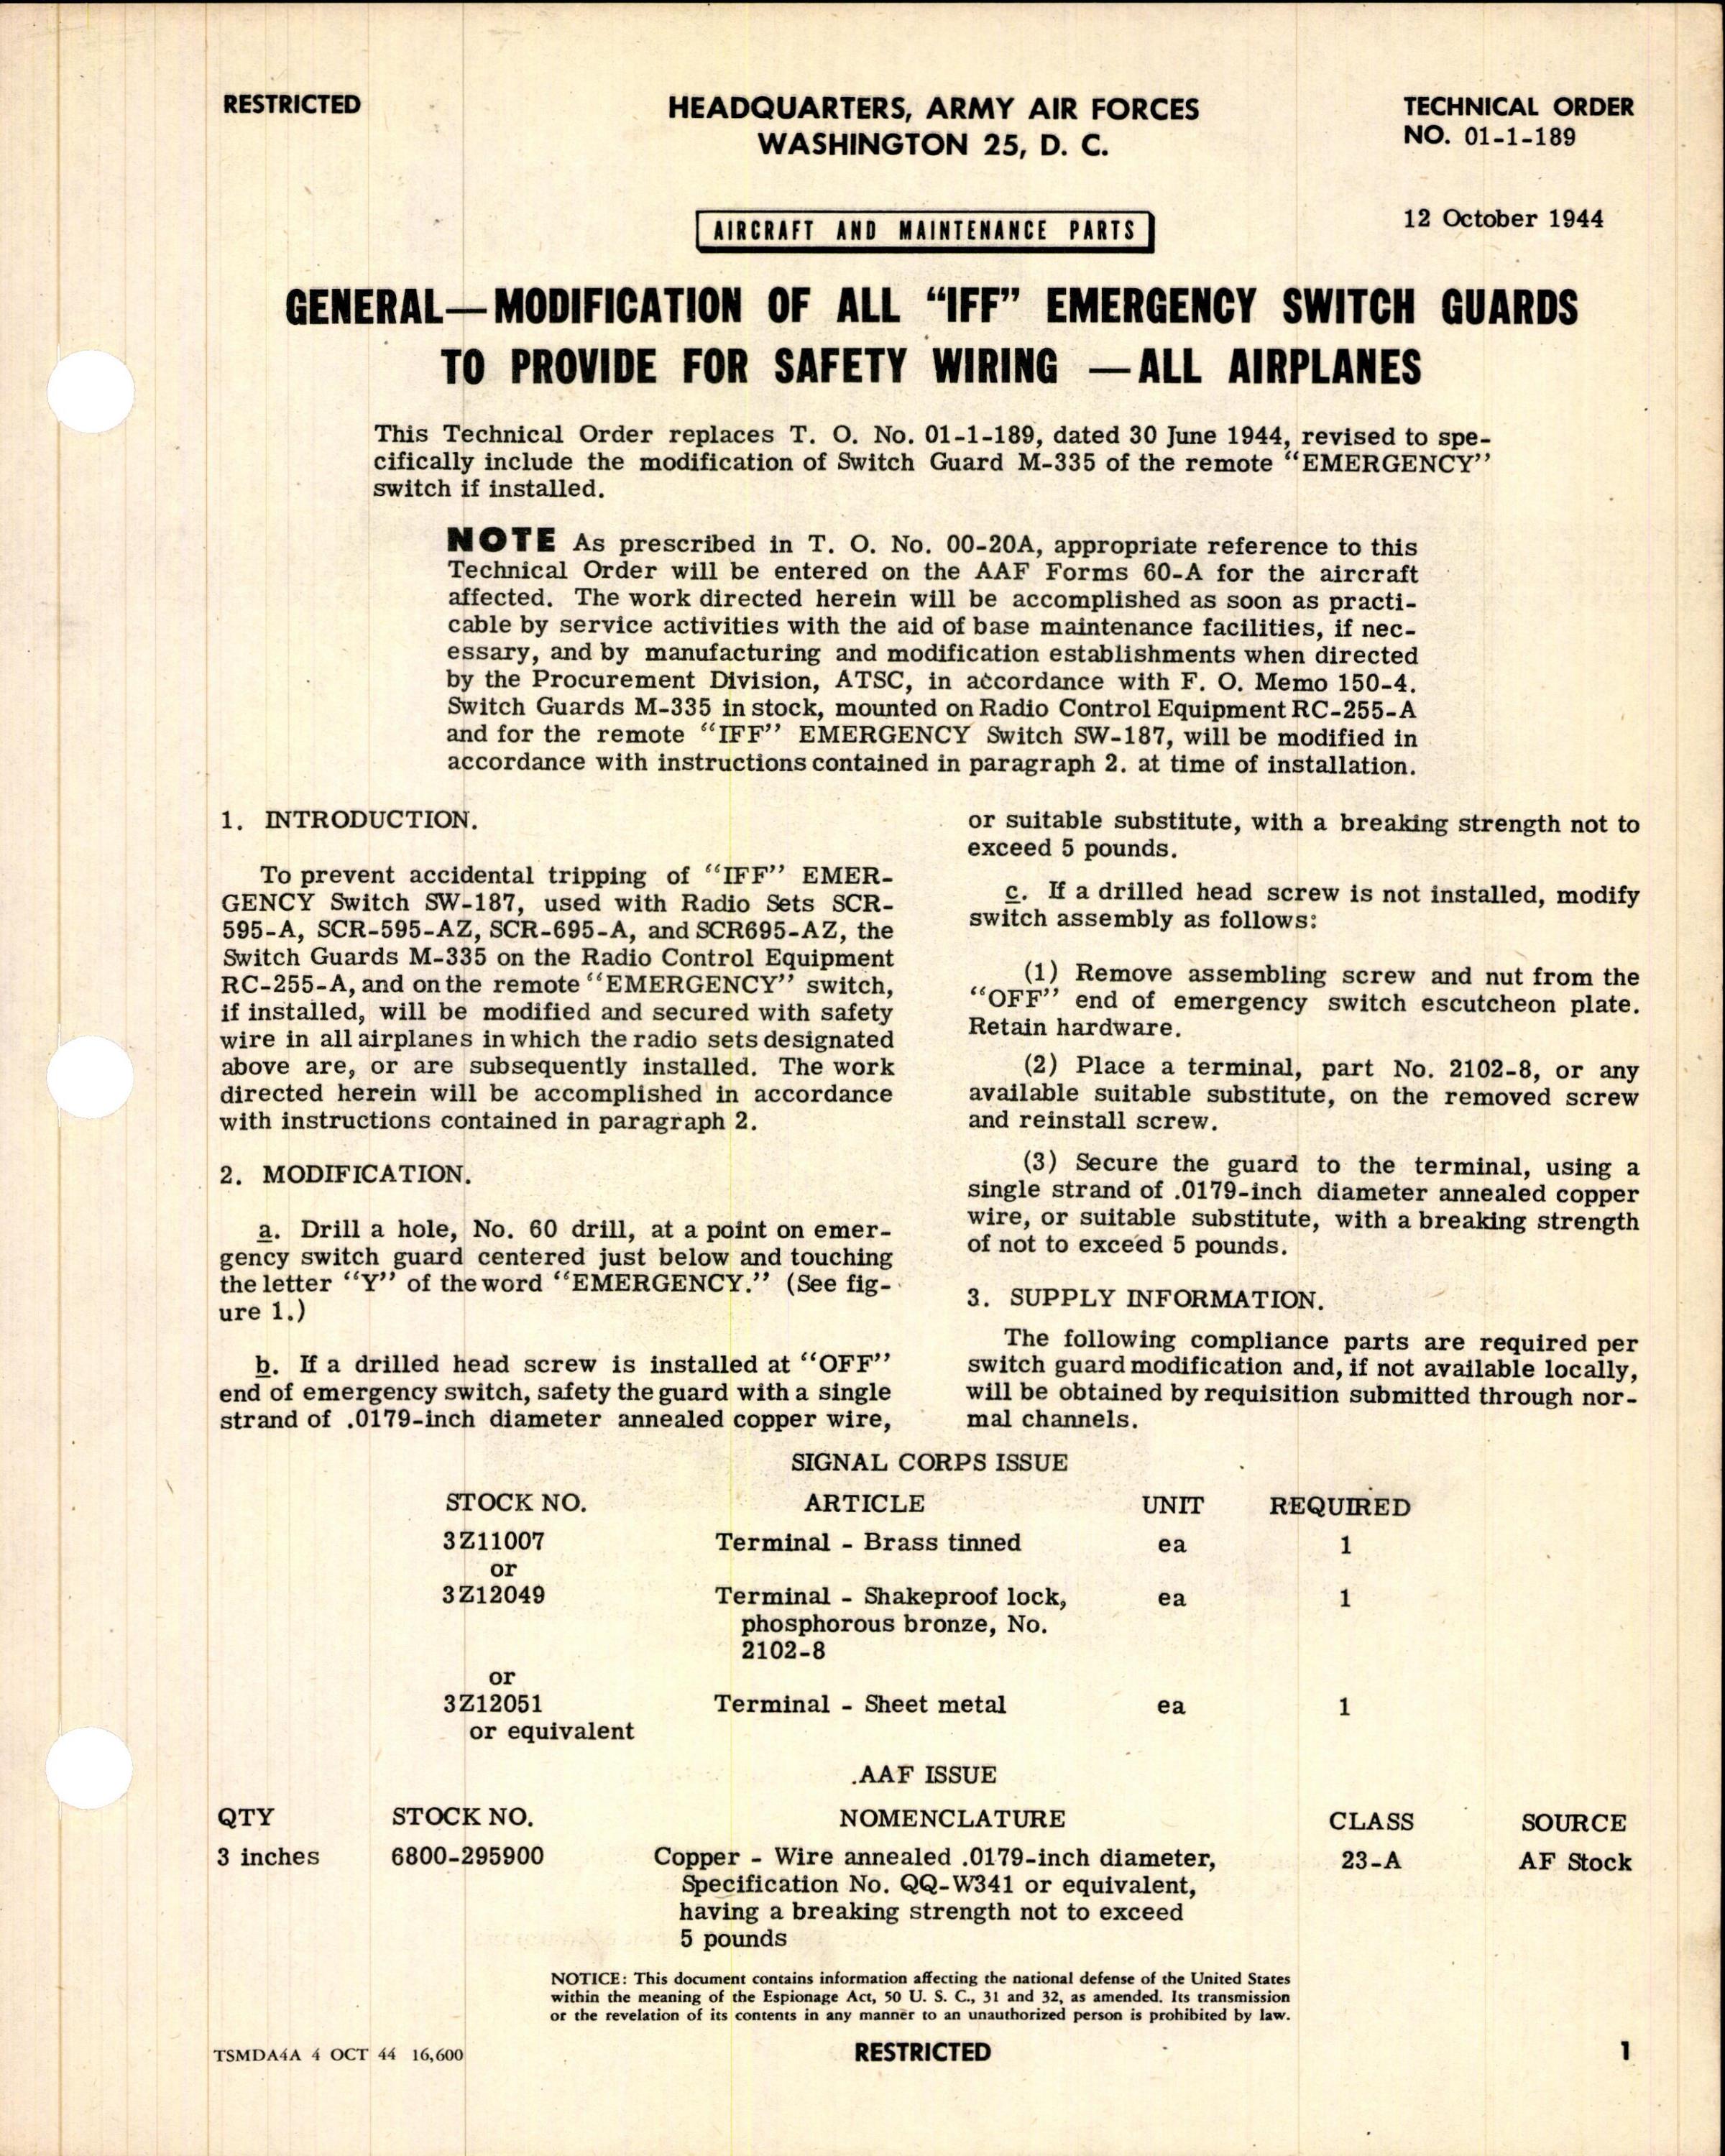 RESTRICTED
HEADQUARTERS, ARMY AIR FORCES
WASHINGTON 25, D. C.
TECHNICAL ORDER
NO. 01-1-189
12 October 1944
AIRCRAFT AND MAINTENANCE PARTS
GENERAL—MODIFICATION OF ALL “IFF” EMERGENCY SWITCH GUARDS
TO PROVIDE FOR SAFETY WIRING —ALL AIRPLANES
This Technical Order replaces T. O. No. 01-1-189, dated 30 June 1944, revised to spe-
cifically include the modification of Switch Guard M-335 of the remote “EMERGENCY”
switch if installed.
NOTE As prescribed in T. O. No. 00-20A, appropriate reference to this
Technical Order will be entered on the AAF Forms 60-A for the aircraft
affected. The work directed herein will be accomplished as soon as practi-
cable by service activities with the aid of base maintenance facilities, if nec-
essary, and by manufacturing and modification establishments when directed
by the Procurement Division, ATSC, in accordance with F. O. Memo 150-4.
Switch Guards M-335 in stock, mounted on Radio Control Equipment RC-255-A
and for the remote “IFF” EMERGENCY Switch SW-187, will be modified in
accordance with instructions contained in paragraph 2. at time of installation.
1. INTRODUCTION.
To prevent accidental tripping of “IFF” EMER-
GENCY Switch SW-187, used with Radio Sets SCR-
595-A, SCR-595-AZ, SCR-695-A, and SCR695-AZ, the
Switch Guards M-335 on the Radio Control Equipment
RC-255-A, and on the remote “EMERGENCY” switch,
if installed, will be modified and secured with safety
wire in all airplanes in which the radio sets designated
above are, or are subsequently installed. The work
directed herein will be accomplished in accordance
with instructions contained in paragraph 2.
2. MODIFICATION.
a. Drill a hole, No. 60 drill, at a point on emer-
gency switch guard centered just below and touching
the letter “Y” of the word “EMERGENCY.” (See fig-
ure 1.)
b. If a drilled head screw is installed at “OFF”
end of emergency switch, safety the guard with a single
strand of .0179-inch diameter annealed copper wire,
or suitable substitute, with a breaking strength not to
exceed 5 pounds.
c. If a drilled head screw is not installed, modify
switch assembly as follows:
(1) Remove assembling screw and nut from the
“OFF” end of emergency switch escutcheon plate.
Retain hardware.
(2) Place a terminal, part No. 2102-8, or any
available suitable substitute, on the removed screw
and reinstall screw.
(3) Secure the guard to the terminal, using a
single strand of .0179-inch diameter annealed copper
wire, or suitable substitute, with a breaking strength
of not to exceed 5 pounds.
3. SUPPLY INFORMATION.
The following compliance parts are required per
switch guard modification and, if not available locally,
will be obtained by requisition submitted through nor-
mal channels.
SIGNAL CORPS ISSUE
STOCK NO. ARTICLE UNIT REQUIRED
3Z11007 Terminal - Brass tinned ea 1
or
3Z12049 Terminal - Shakeproof lock, ea 1
phosphorous bronze, No.
2102-8
or
3Z12051 Terminal - Sheet metal ea 1
or equivalent
.AAF ISSUE
QTY STOCK NO. NOMENCLATURE CLASS SOURCE
3 inches 6800-295900 Copper - Wire annealed .0179-inch diameter, 23-A AF Stock
Specification No. QQ-W341 or equivalent,
having a breaking strength not to exceed
5 pounds
NOTICE: This document contains information affecting the national defense of the United States
within the meaning of the Espionage Act, 50 U. S. C., 31 and 32, as amended. Its transmission
or the revelation of its contents in any manner to an unauthorized person is prohibited by law.
TSMDA4A 4 OCT 44 16,600
RESTRICTED
1